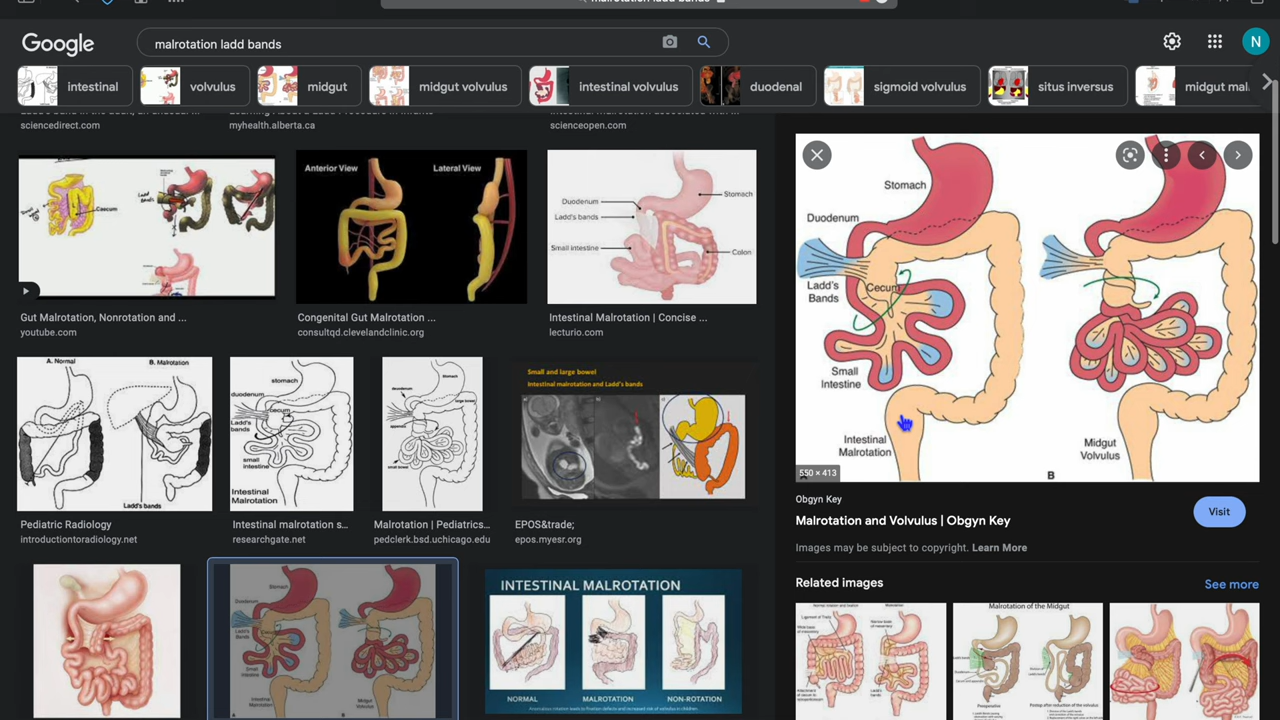 Google
malrotation ladd bands
N
intestinal
volvulus
midgut
midgut volvulus
intestinal volvulus
duodenal
sigmoid volvulus
situs inversus
sciencedirect.com
myhealth.alberta.ca
scienceopen.com
Gut Malrotation, Nonrotation and ...
youtube.com
Anterior View
Lateral View
Congenital Gut Malrotation ...
consultqd.clevelandclinic.org
Duodenum
Ladd's bands
Small intestine
Stomach
Colon
Intestinal Malrotation | Concise ...
lecturio.com
A. Normal
B. Malrotation
Ladd's bands
Pediatric Radiology
introductiontoradiology.net
stomach
duodenum
cecum
Ladd's
bands
small
intestine
Intestinal
Malrotation
Intestinal malrotation s...
researchgate.net
Malrotation | Pediatrics...
pedclerk.bsd.uchicago.edu
Small and large bowel
Intestinal malrotation and Ladd's bands
EPOS&trade;
epos.myesr.org
INTESTINAL MALROTATION
NORMAL
MALROTATION
NON-ROTATION
Stomach
Duodenum
Ladd's
Bands
Cecum
Small
Intestine
Intestinal
Malrotation
Midgut
Volvulus
B
550 × 413
Obgyn Key
Malrotation and Volvulus | Obgyn Key
Visit
Images may be subject to copyright. Learn More
Related images
See more
Malrotation of the Midgut